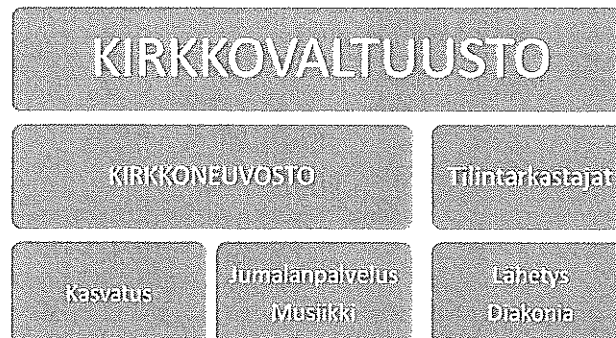 KIRKKOVALTUUSTO
KIRKKONEUVOSTO
Tilintarkastajat
Kasvatus
Jumalanpalvelus
Musiikki
Lähetys
Diakonia